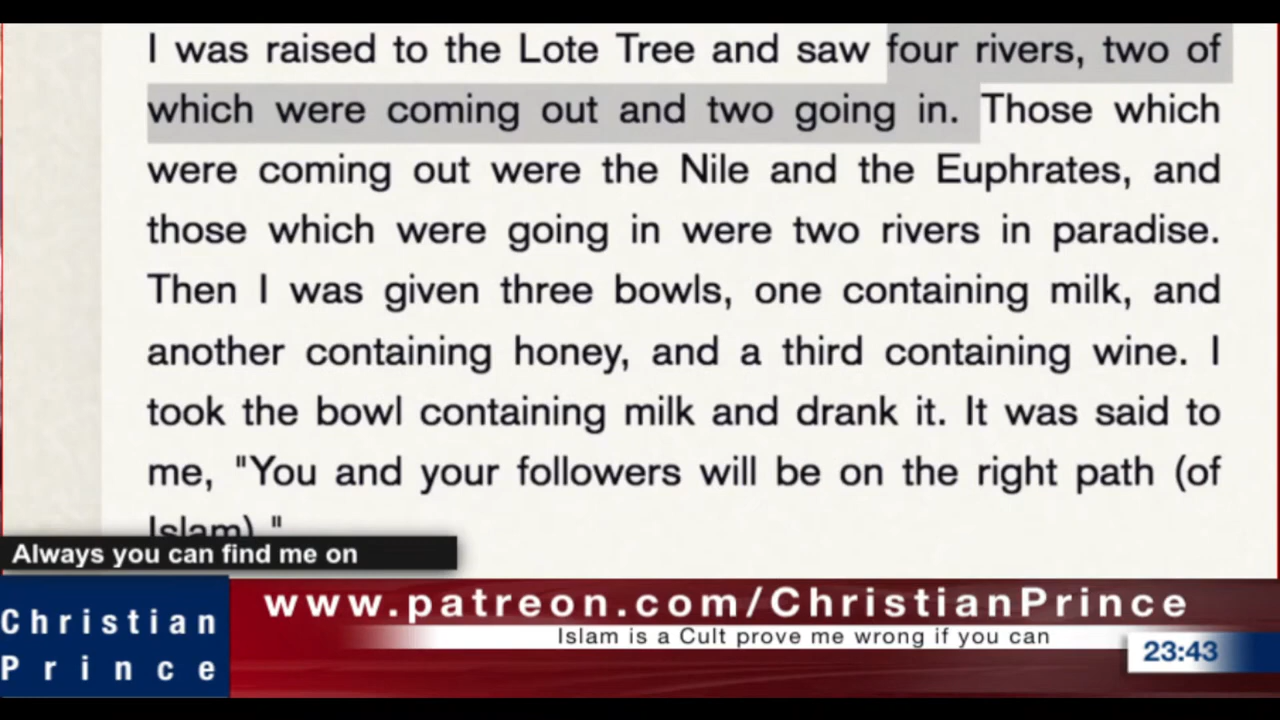 I was raised to the Lote Tree and saw four rivers, two of
which were coming out and two going in. Those which
were coming out were the Nile and the Euphrates, and
those which were going in were two rivers in paradise.
Then I was given three bowls, one containing milk, and
another containing honey, and a third containing wine. I
took the bowl containing milk and drank it. It was said to
me, "You and your followers will be on the right path (of
Islam)."
Always you can find me on
Christian
Prince
www.patreon.com/ChristianPrince
Islam is a Cult prove me wrong if you can
23:43